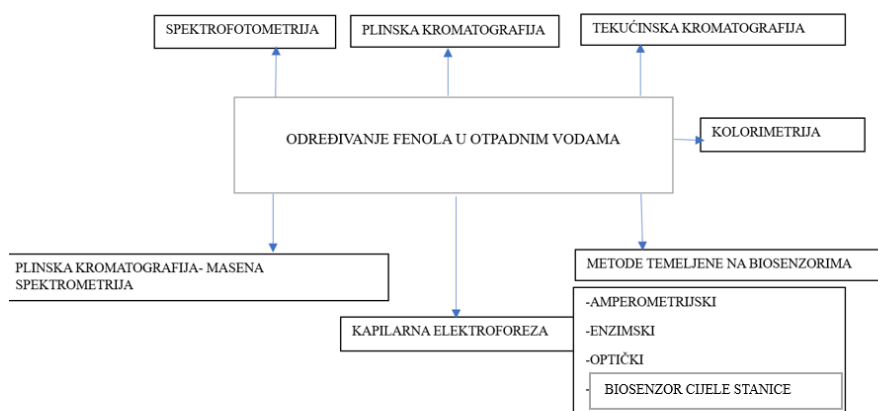 SPEKTROFOTOMETRIJA
PLINSKA KROMATOGRAFIJA
TEKUĆINSKA KROMATOGRAFIJA
ODREĐIVANJE FENOLA U OTPADNIM VODAMA
KOLORIMETRIJA
PLINSKA KROMATOGRAFIJA- MASENA
SPEKTROMETRIJA
KAPILARNA ELEKTROFOREZA
METODE TEMELJENE NA BIOSENZORIMA
-AMPEROMETRIJSKI
-ENZIMSKI
-OPTIČKI
- BIOSENZOR CIJELE STANICE